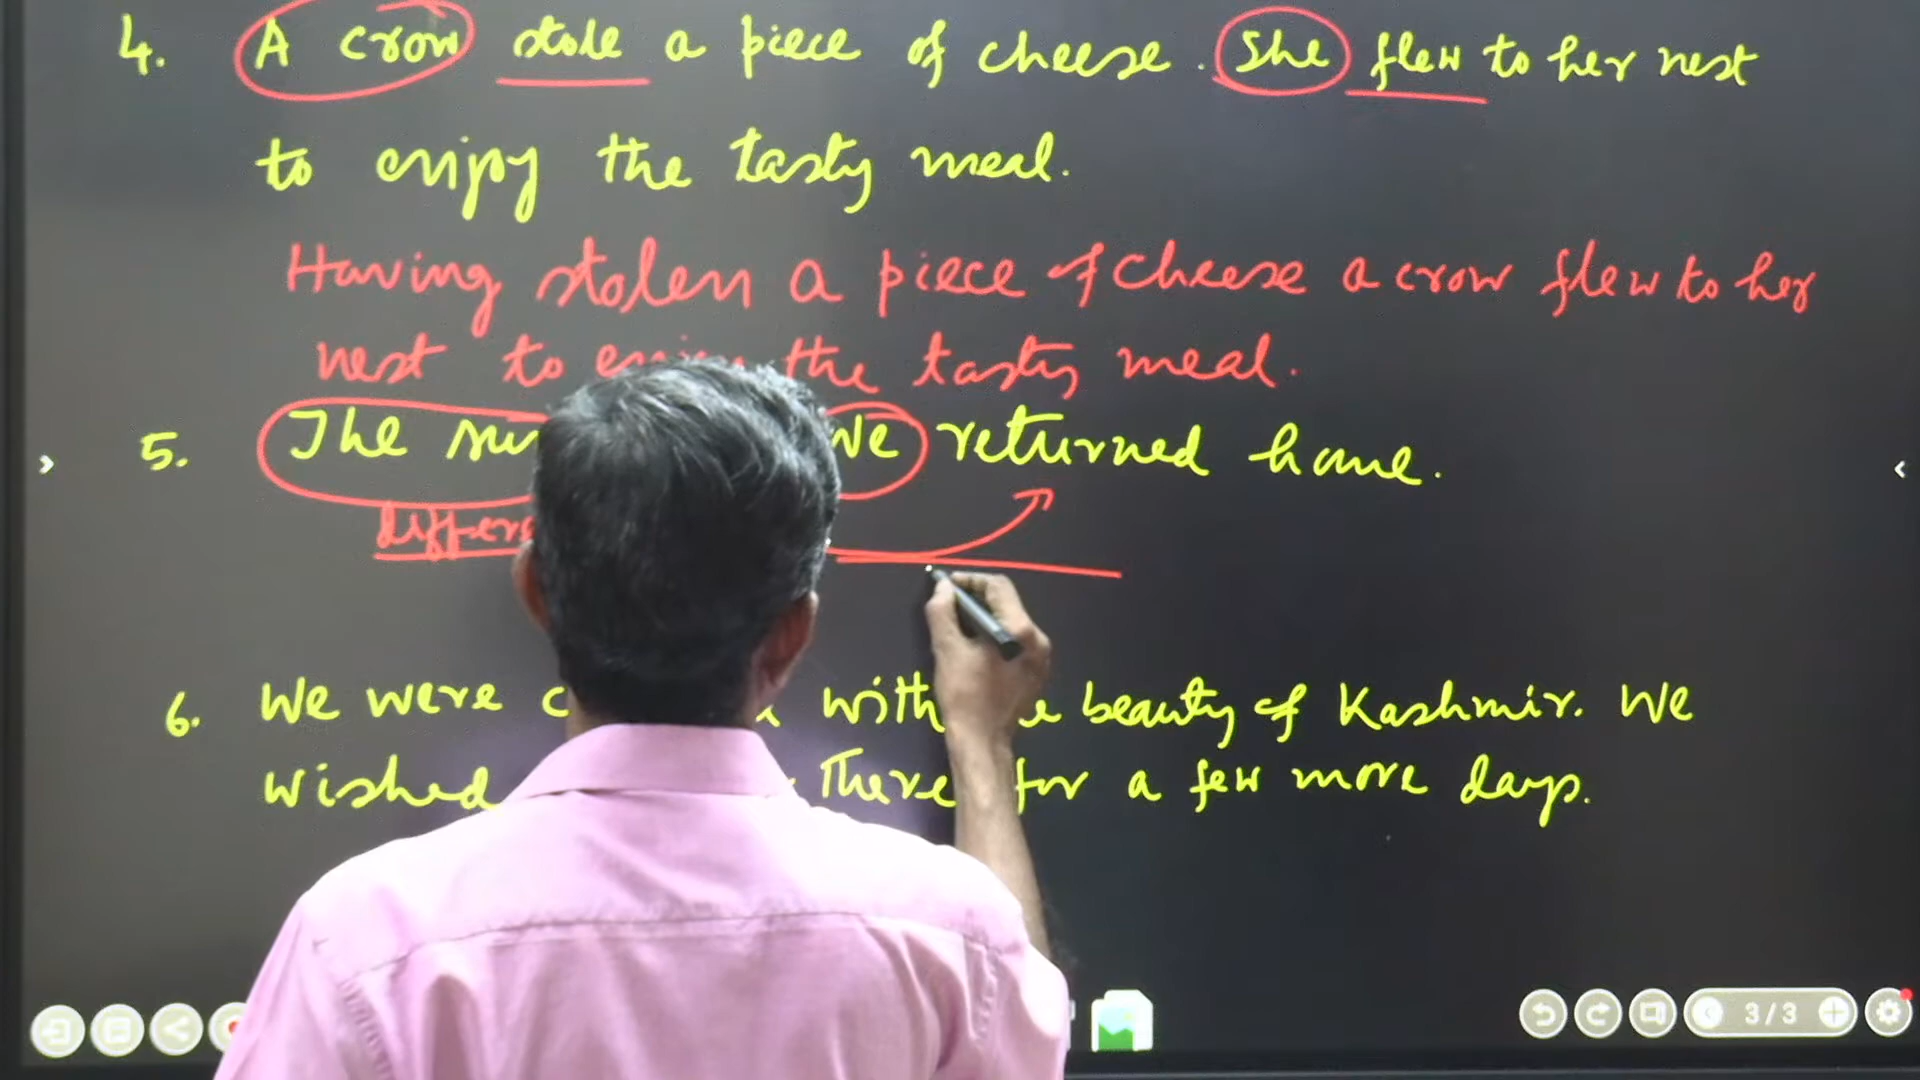 4. A crow stole a piece of cheese. She flew to her nest
to enjoy the tasty meal.
Having stolen a piece of cheese a crow flew to her
nest to enjoy the tasty meal.
5. The We returned home.
6. We were with beauty of Kashmir. We
wished there for a few more days.
3/3